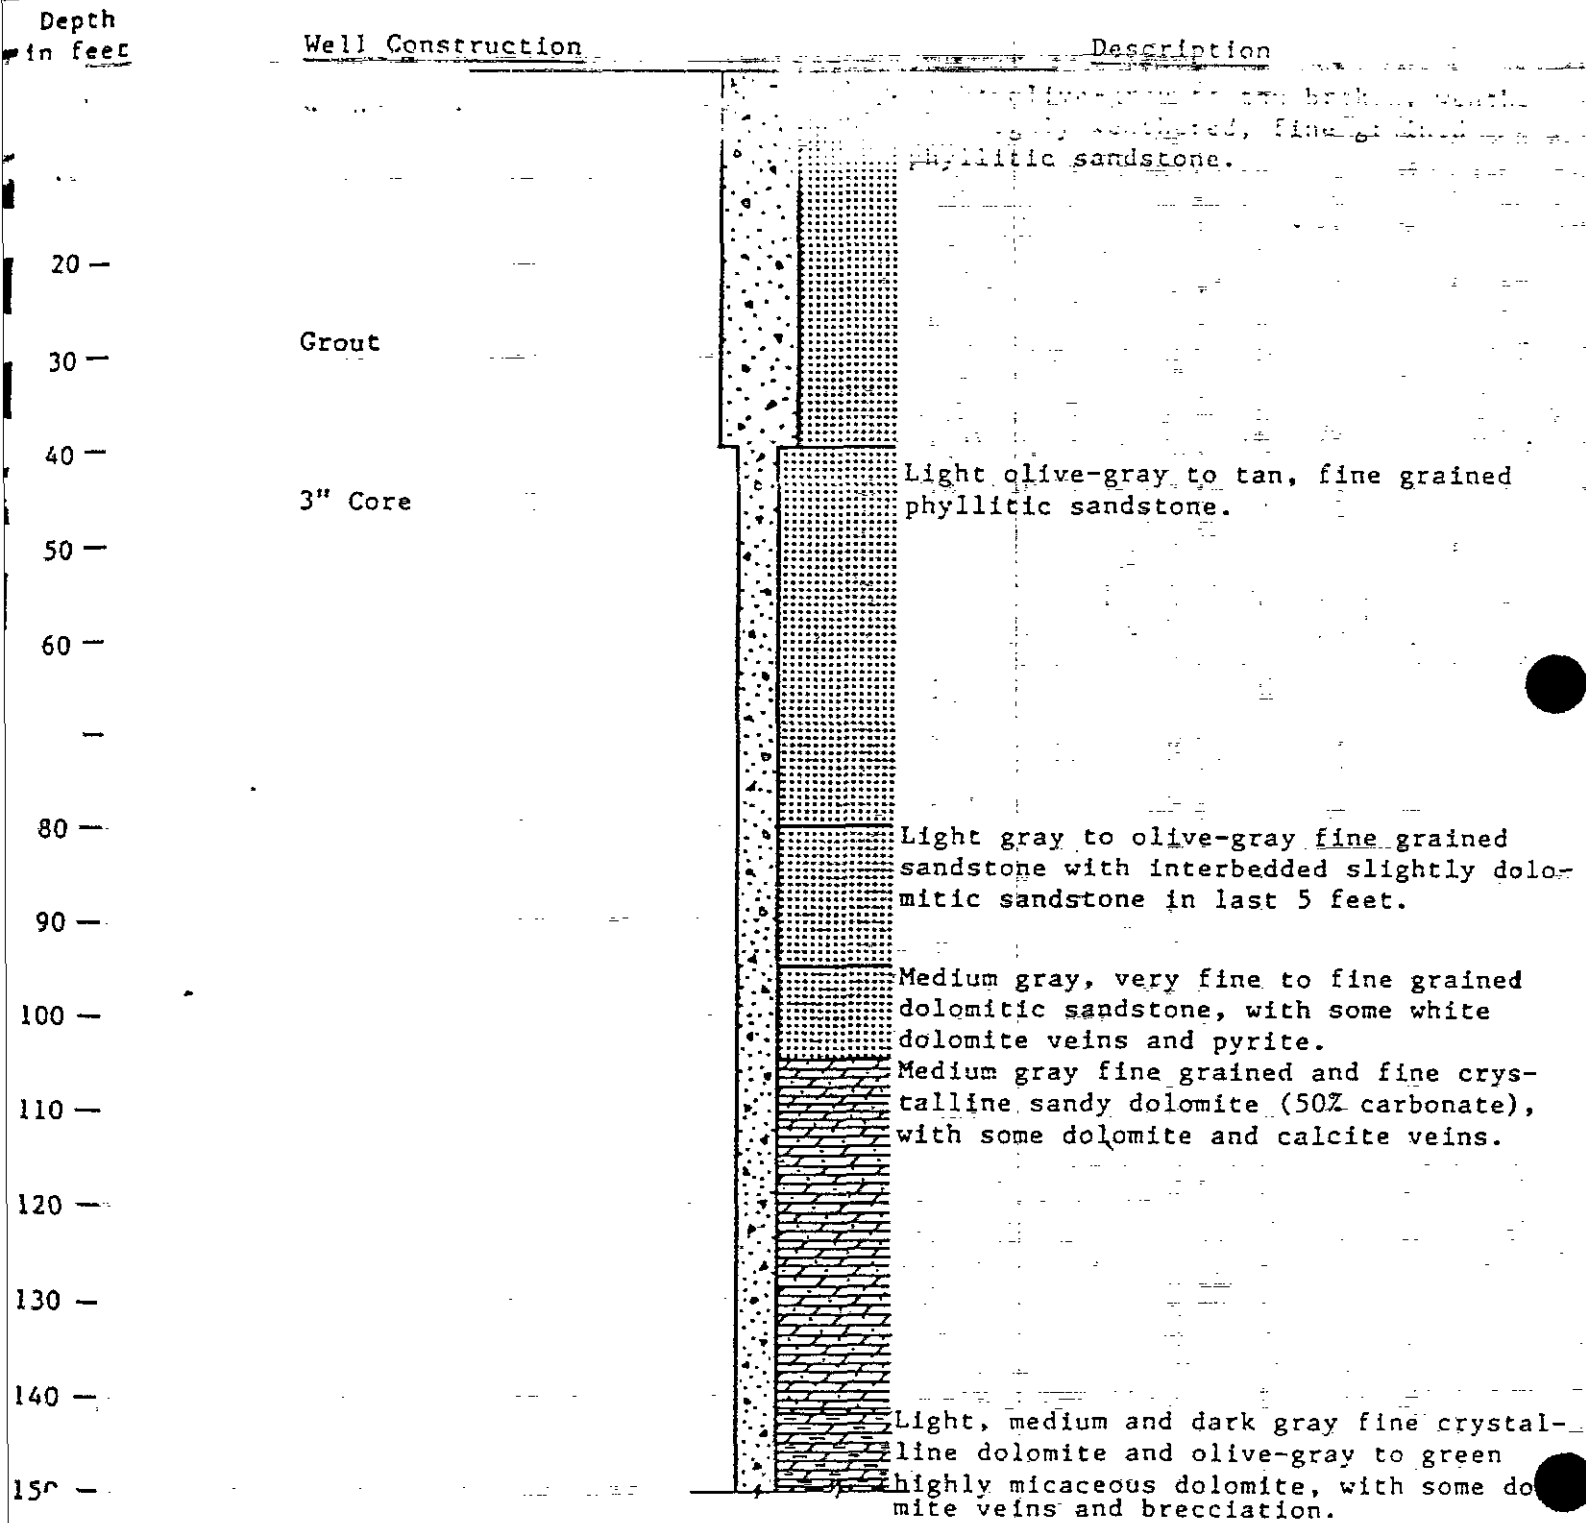 Depth
in feet
Well Construction
Description
fine
phyllitic sandstone.
20
Grout
30
40
Light olive-gray to tan, fine grained
phyllitic sandstone.
3" Core
50
60
80
Light gray to olive-gray fine grained
sandstone with interbedded slightly dolo-
mitic sandstone in last 5 feet.
90
Medium gray, very fine to fine grained
dolomitic sandstone, with some white
dolomite veins and pyrite.
100
Medium gray fine grained and fine crys-
talline sandy dolomite (50% carbonate),
with some dolomite and calcite veins.
110
120
130
140
Light, medium and dark gray fine crystal-
line dolomite and olive-gray to green
highly micaceous dolomite, with some do
mite veins and brecciation.
150